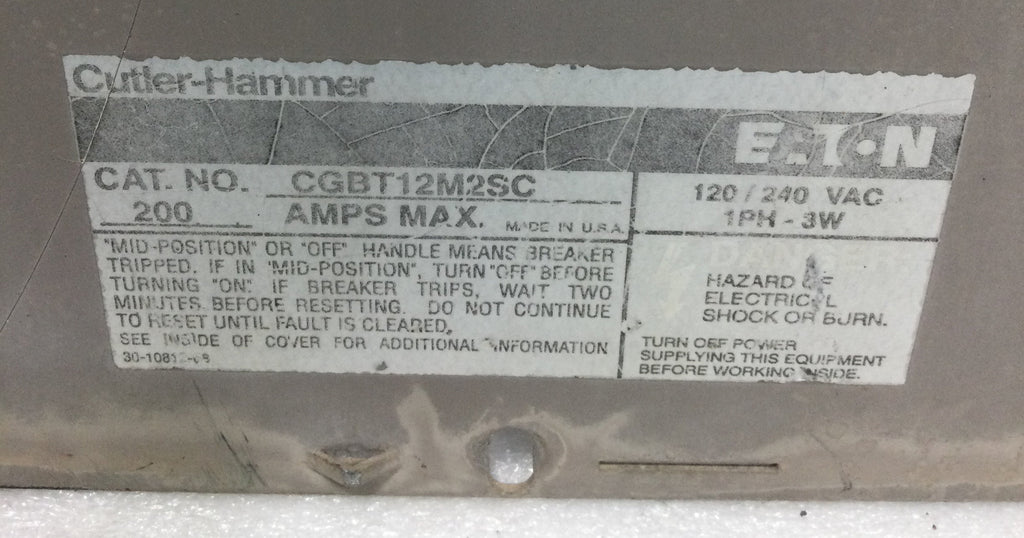 Cutler-Hammer
E.T.N
CAT. NO. CGBT12M2SC
200 AMPS MAX. MADE IN U.S.A.
120/240 VAC
1PH - 3W
"MID-POSITION" OR "OFF" HANDLE MEANS BREAKER
TRIPPED. IF IN "MID-POSITION", TURN "OFF" BEFORE
TURNING "ON". IF BREAKER TRIPS, WAIT TWO
MINUTES BEFORE RESETTING. DO NOT CONTINUE
TO RESET UNTIL FAULT IS CLEARED.
SEE INSIDE OF COVER FOR ADDITIONAL INFORMATION
DANGER
HAZARD OF
ELECTRICAL
SHOCK OR BURN.
TURN OFF POWER
SUPPLYING THIS EQUIPMENT
BEFORE WORKING INSIDE.